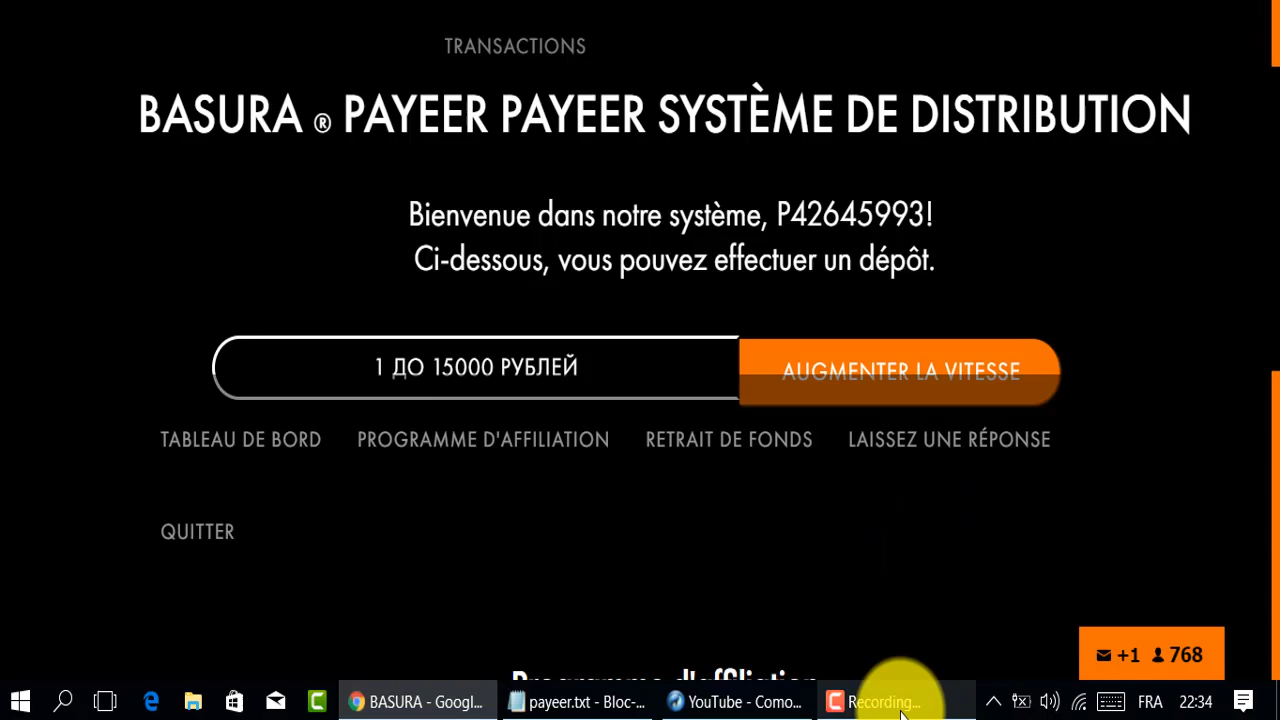 TRANSACTIONS
BASURA ® PAYEER PAYEER SYSTÈME DE DISTRIBUTION
Bienvenue dans notre système, P42645993!
Ci-dessous, vous pouvez effectuer un dépôt.
1 ДО 15000 РУБЛЕЙ
AUGMENTER LA VITESSE
TABLEAU DE BORD PROGRAMME D'AFFILIATION RETRAIT DE FONDS LAISSEZ UNE RÉPONSE
QUITTER
+1 768
Programme d'affiliation
BASURA - Googl... payeer.txt - Bloc-... YouTube - Como... Recording... FRA 22:34